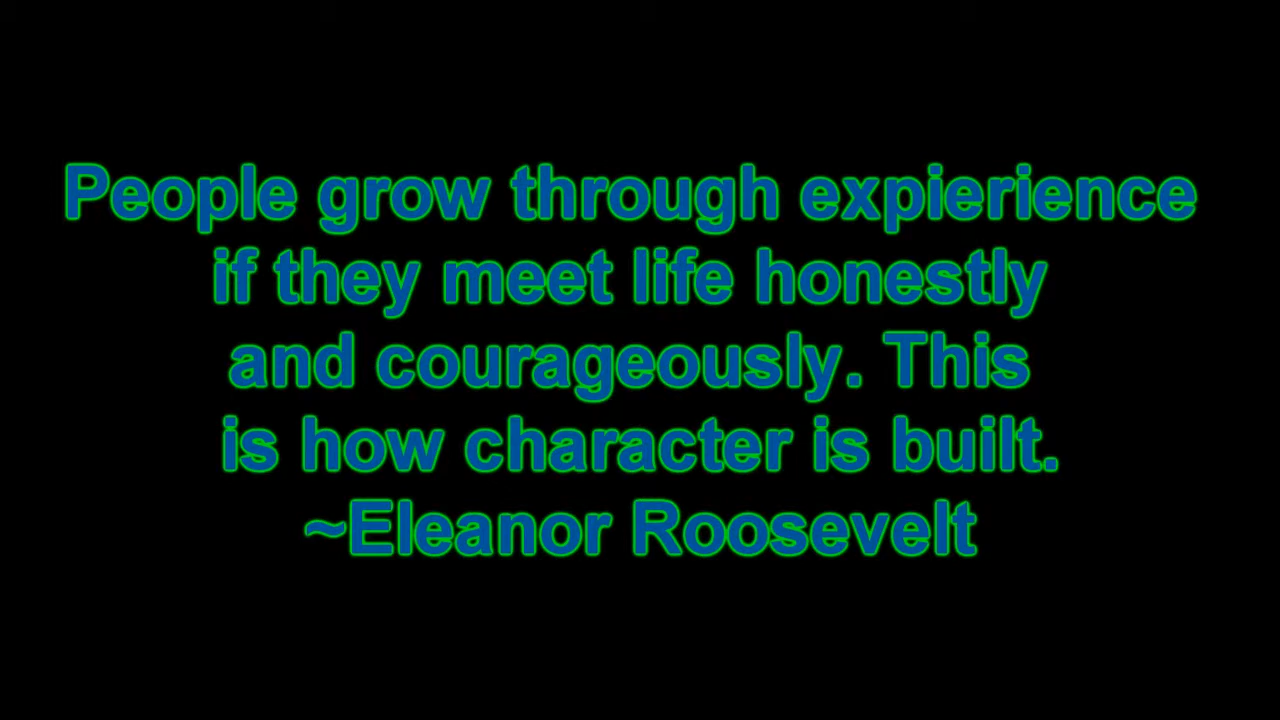 People grow through expierience
if they meet life honestly
and courageously. This
is how character is built.
~Eleanor Roosevelt